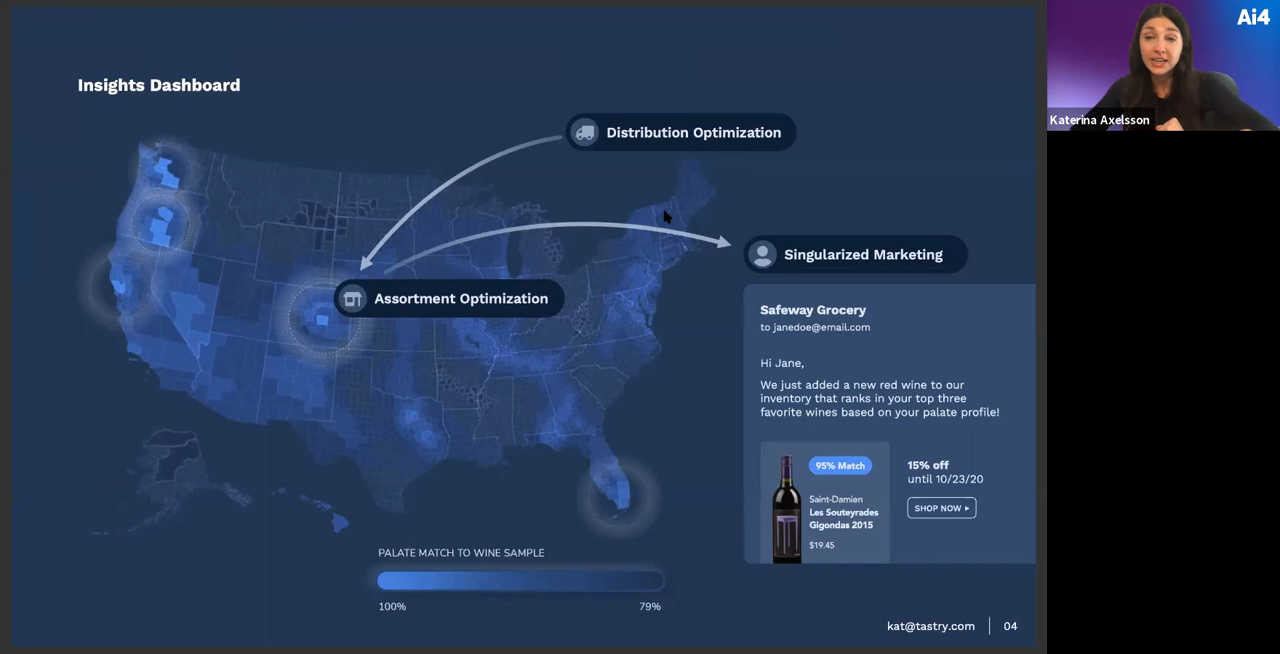 Insights Dashboard
Distribution Optimization
Singularized Marketing
Assortment Optimization
Safeway Grocery
to janedoe@email.com
Hi Jane,
We just added a new red wine to our
inventory that ranks in your top three
favorite wines based on your palate profile!
95% Match
Saint-Damien
Les Souteyrades
Gigondas 2015
$19.45
15% off
until 10/23/20
SHOP NOW ▸
PALATE MATCH TO WINE SAMPLE
100%
79%
kat@tastry.com
04
Ai4
Katerina Axelsson